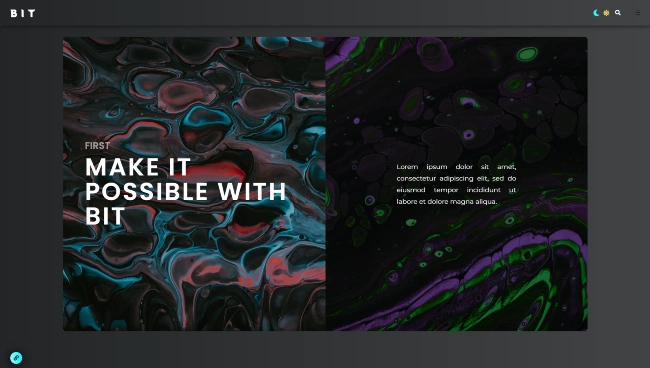 BIT
FIRST
MAKE IT
POSSIBLE WITH
BIT
Lorem ipsum dolor sit amet,
consectetur adipiscing elit, sed do
eiusmod tempor incididunt ut
labore et dolore magna aliqua.